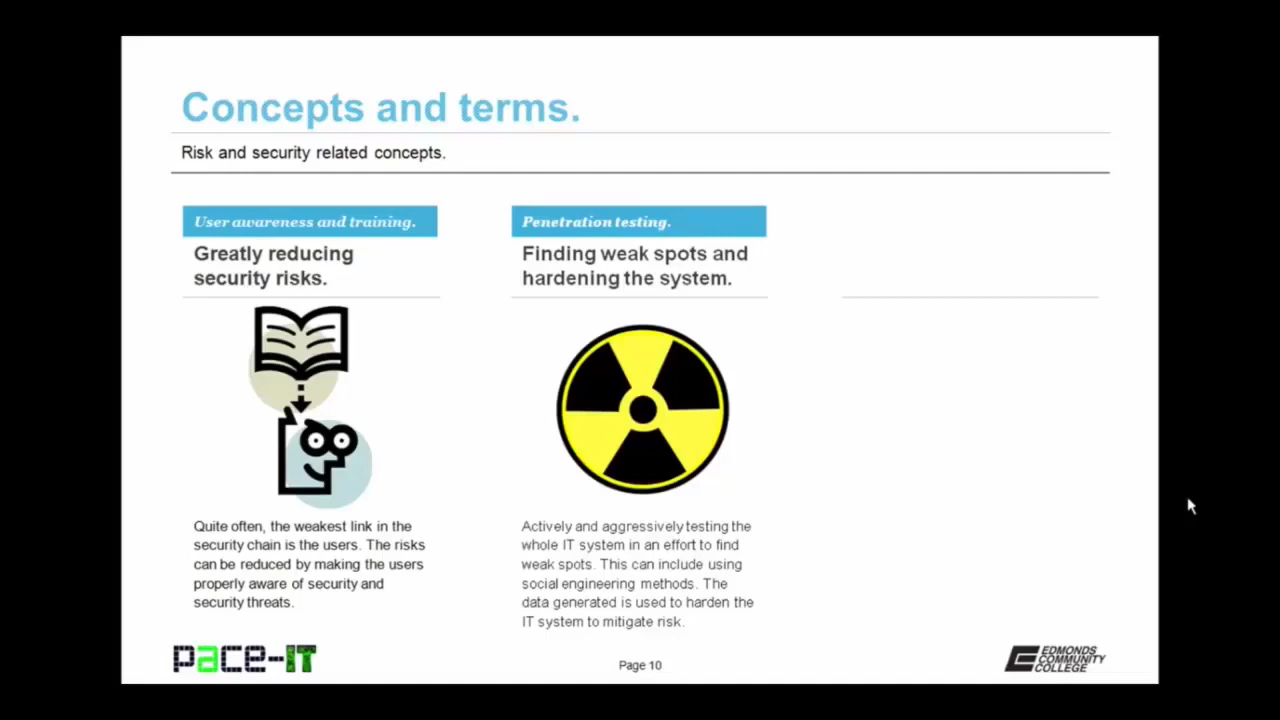 Concepts and terms.
Risk and security related concepts.
User awareness and training.
Greatly reducing
security risks.
Quite often, the weakest link in the
security chain is the users. The risks
can be reduced by making the users
properly aware of security and
security threats.
Penetration testing.
Finding weak spots and
hardening the system.
Actively and aggressively testing the
whole IT system in an effort to find
weak spots. This can include using
social engineering methods. The
data generated is used to harden the
IT system to mitigate risk.
pace-IT
Page 10
EDMONDS
COMMUNITY
COLLEGE